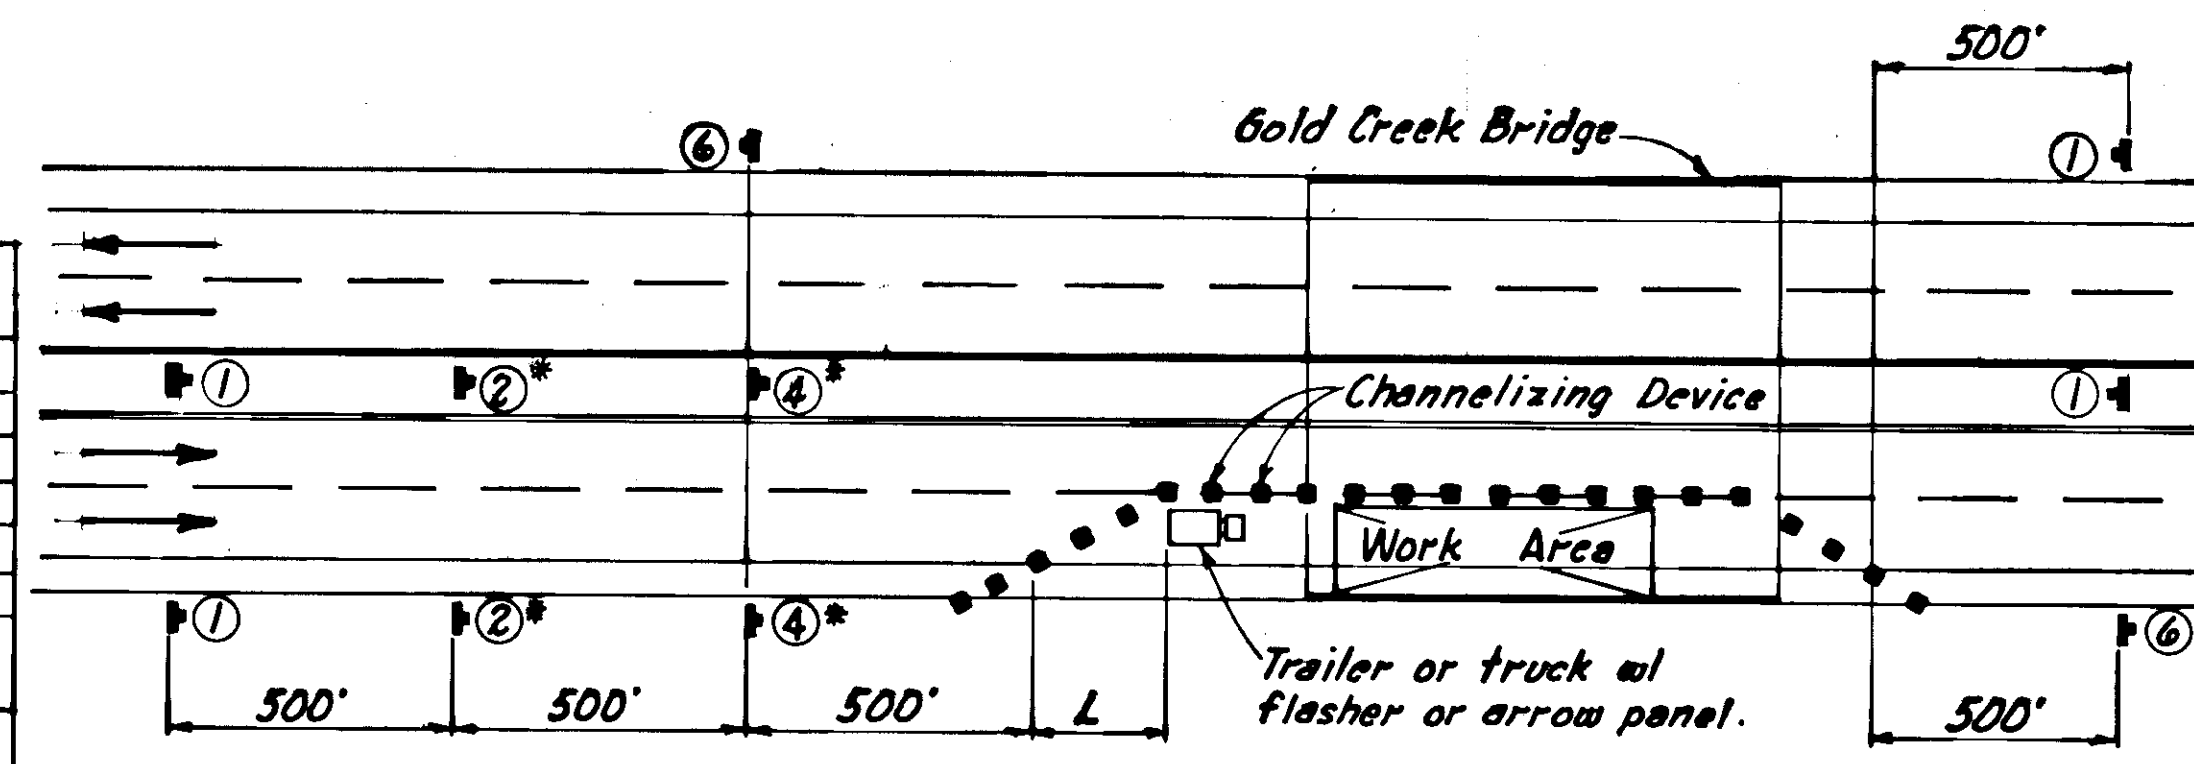 500'
Gold Creek Bridge
6
1
1
2*
4*
Channelizing Device
1
Work Area
1
2*
4*
6
Trailer or truck w/
flasher or arrow panel.
500'
500'
500'
L
500'